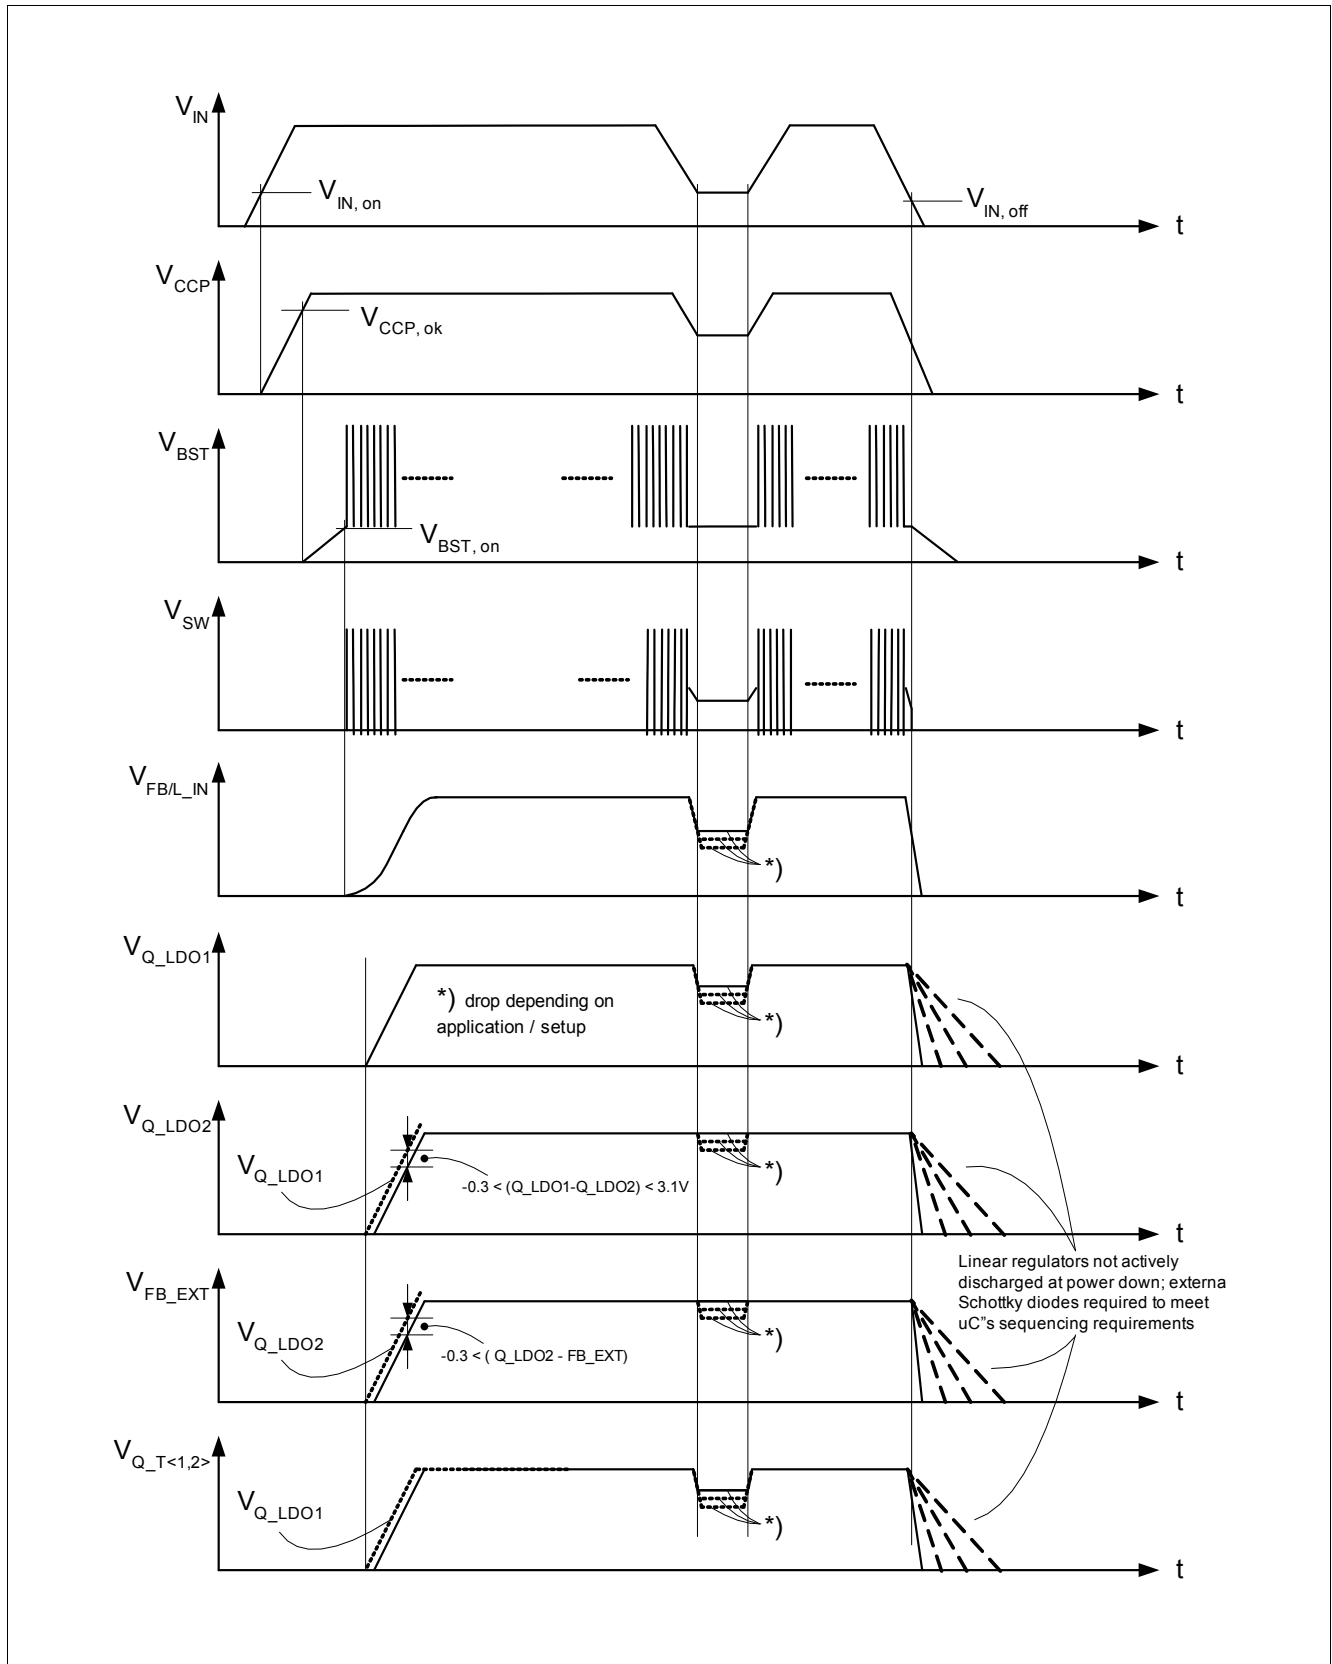 V_IN
V_IN, on
V_IN, off
t
V_CCP
V_CCP, ok
t
V_BST
V_BST, on
t
V_SW
t
V_FB/L_IN
*)
t
V_Q_LDO1
*) drop depending on
application / setup
*)
t
V_Q_LDO2
V_Q_LDO1
-0.3 < (Q_LDO1-Q_LDO2) < 3.1V
*)
t
Linear regulators not actively
discharged at power down; externa
Schottky diodes required to meet
uC"s sequencing requirements
V_FB_EXT
V_Q_LDO2
-0.3 < ( Q_LDO2 - FB_EXT)
*)
t
V_Q_T<1,2>
V_Q_LDO1
*)
t